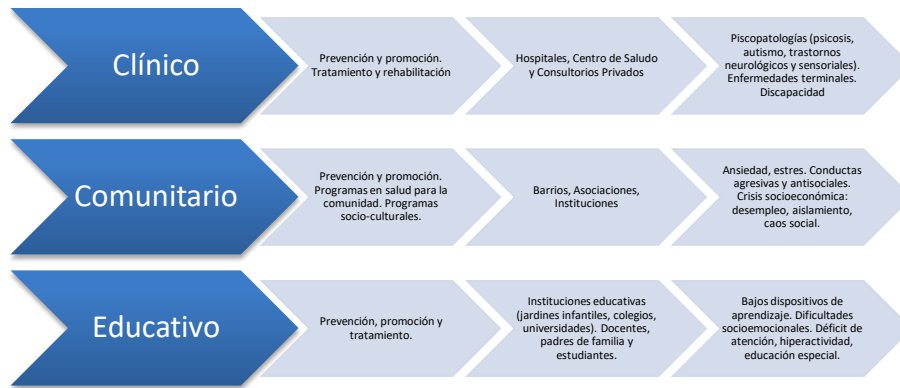 Clínico
Prevención y promoción.
Tratamiento y rehabilitación
Hospitales, Centro de Saludo
y Consultorios Privados
Piscopatologías (psicosis,
autismo, trastornos
neurológicos y sensoriales).
Enfermedades terminales.
Discapacidad
Comunitario
Prevención y promoción.
Programas en salud para la
comunidad. Programas
socio-culturales.
Barrios, Asociaciones,
Instituciones
Ansiedad, estres. Conductas
agresivas y antisociales.
Crisis socioeconómica:
desempleo, aislamiento,
caos social.
Educativo
Prevención, promoción y
tratamiento.
Instituciones educativas
(jardines infantiles, colegios,
universidades). Docentes,
padres de familia y
estudiantes.
Bajos dispositivos de
aprendizaje. Dificultades
socioemocionales. Déficit de
atención, hiperactividad,
educación especial.